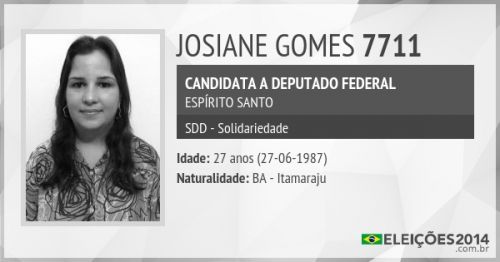 JOSIANE GOMES 7711
CANDIDATA A DEPUTADO FEDERAL
ESPÍRITO SANTO
SDD - Solidariedade
Idade: 27 anos (27-06-1987)
Naturalidade: BA - Itamaraju
ELEIÇÕES2014
.com.br